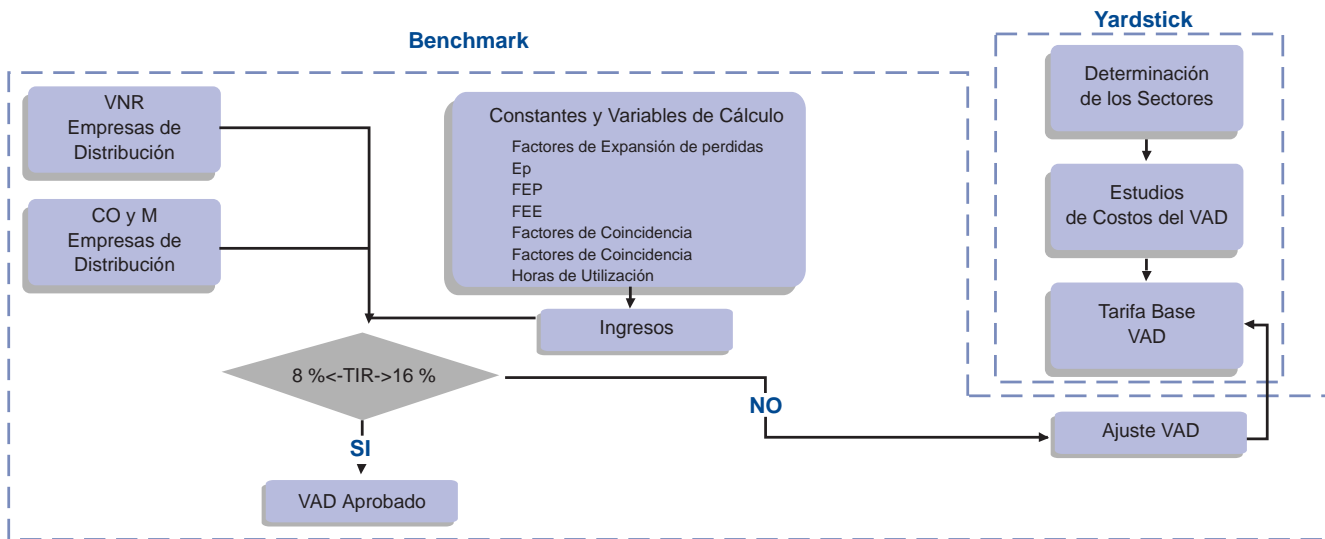 Benchmark
VNR
Empresas de
Distribución
CO y M
Empresas de
Distribución
Constantes y Variables de Cálculo
Factores de Expansión de perdidas
Ep
FEP
FEE
Factores de Coincidencia
Factores de Coincidencia
Horas de Utilización
Ingresos
8 %<-TIR->16 %
NO
SI
VAD Aprobado
Yardstick
Determinación
de los Sectores
Estudios
de Costos del VAD
Tarifa Base
VAD
Ajuste VAD